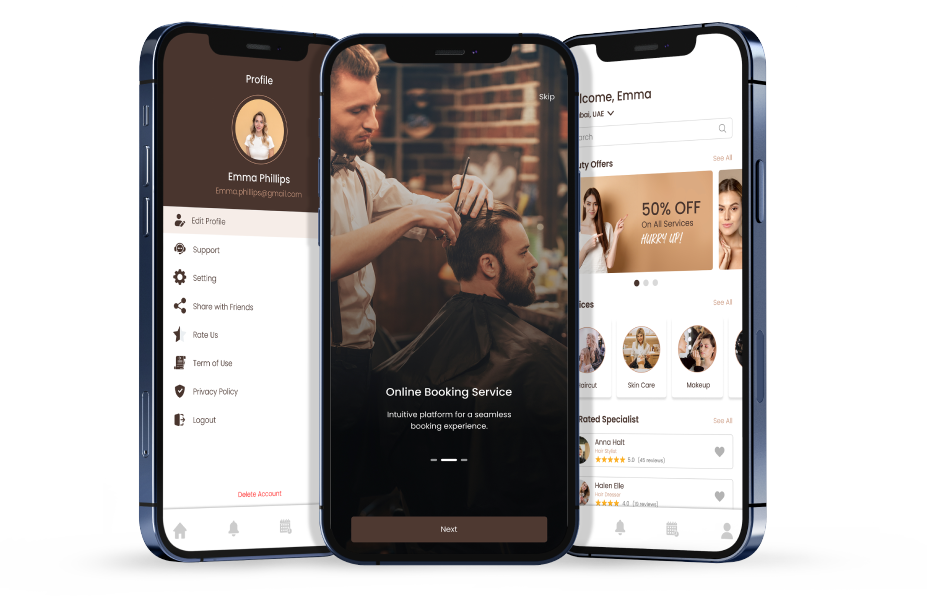 Profile
Emma Phillips
Emma.phillips@gmail.com
Edit Profile
Support
Setting
Share with Friends
Rate Us
Term of Use
Privacy Policy
Logout
Delete Account
Skip
Online Booking Service
Intuitive platform for a seamless
booking experience.
Next
lcome, Emma
bai, UAE
arch
uty Offers
See All
50% OFF
On All Services
HURRY UP!
ices
See All
aircut
Skin Care
Makeup
Rated Specialist
See All
Anna Halt
Hair Stylist
5.0 (45 reviews)
Halen Elle
Hair Dresser
4.0 (15 reviews)